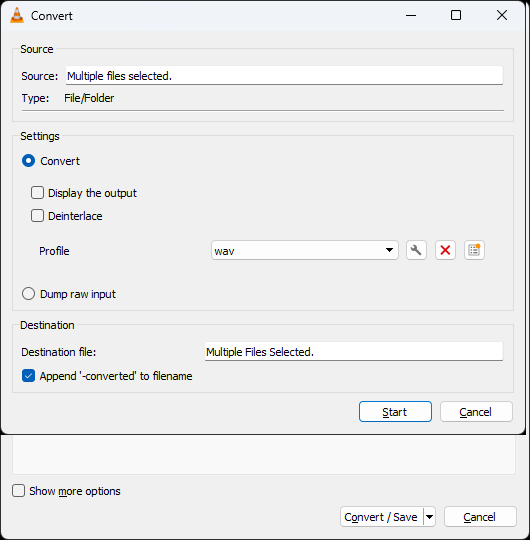 Convert
Source
Source: Multiple files selected.
Type: File/Folder
Settings
Convert
Display the output
Deinterlace
Profile wav
Dump raw input
Destination
Destination file: Multiple Files Selected.
Append '-converted' to filename
Start Cancel
Show more options
Convert / Save Cancel